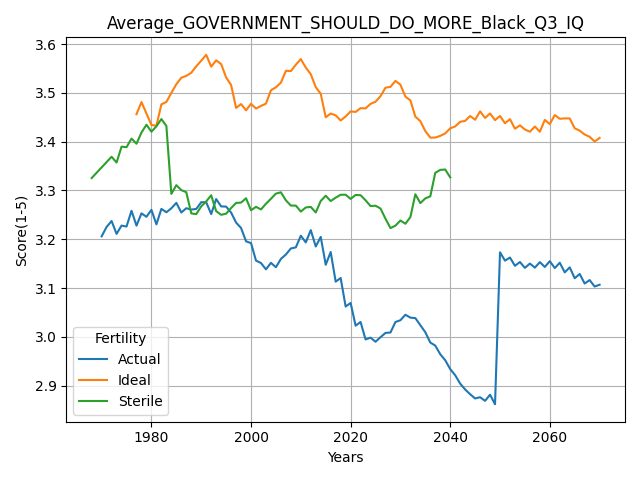 Average_GOVERNMENT_SHOULD_DO_MORE_Black_Q3_IQ
3.6
3.5
3.4
3.3
3.2
3.1
3.0
2.9
Score(1-5)
Fertility
Actual
Ideal
Sterile
1980
2000
2020
2040
2060
Years